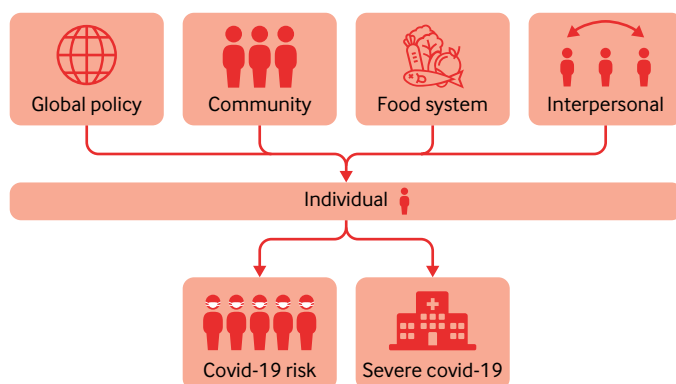 Global policy
Community
Food system
Interpersonal
Individual
Covid-19 risk
Severe covid-19